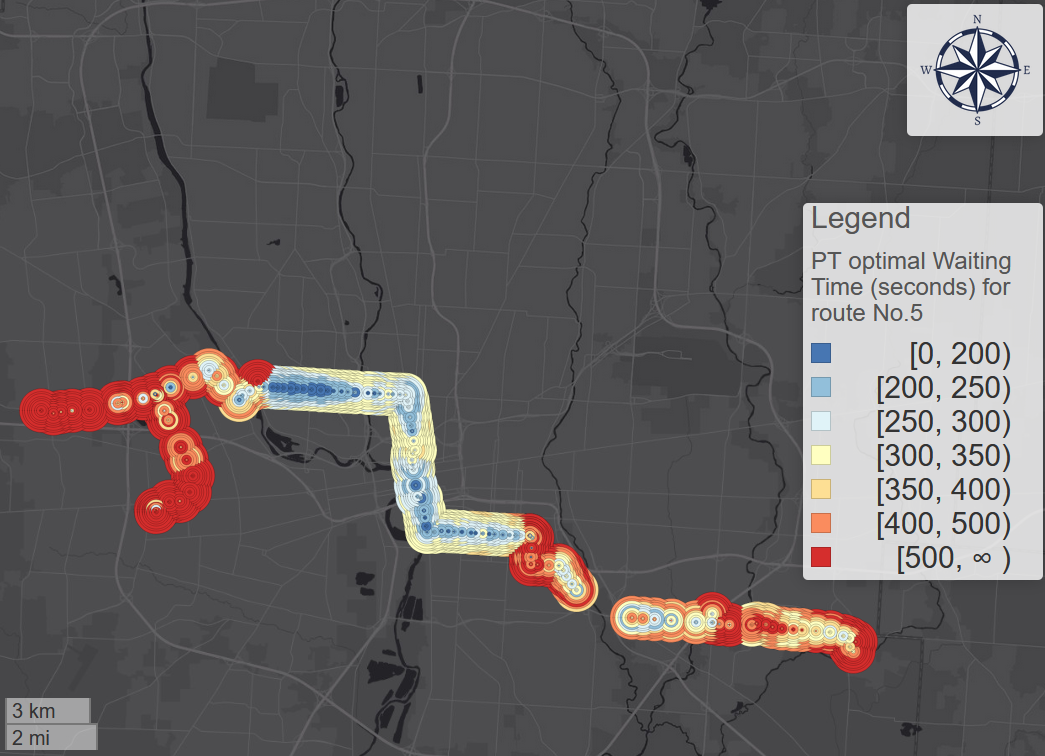 N
W E
S
Legend
PT optimal Waiting
Time (seconds) for
route No.5
[0, 200)
[200, 250)
[250, 300)
[300, 350)
[350, 400)
[400, 500)
[500, ∞ )
3 km
2 mi